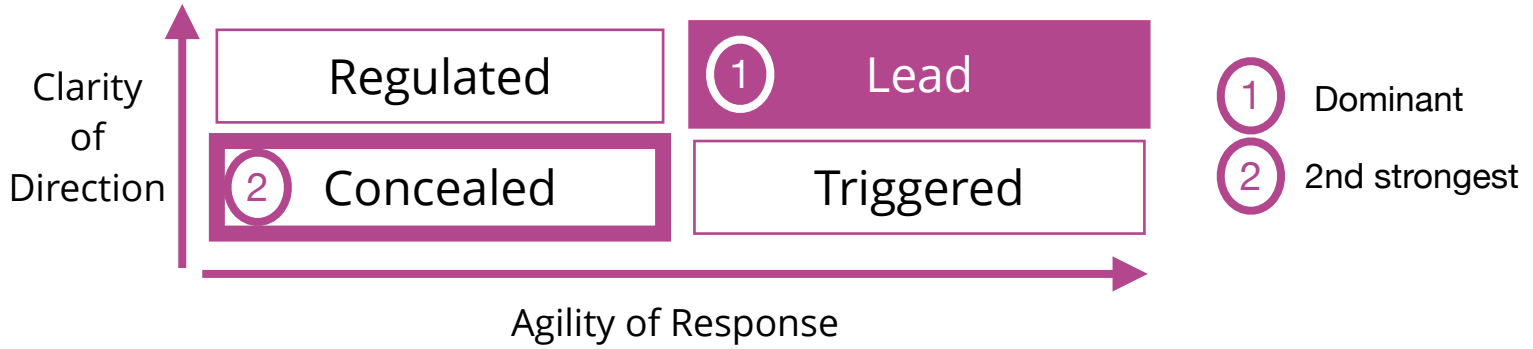 Clarity
of
Direction
Regulated
1 Lead
2 Concealed
Triggered
Agility of Response
1 Dominant
2 2nd strongest